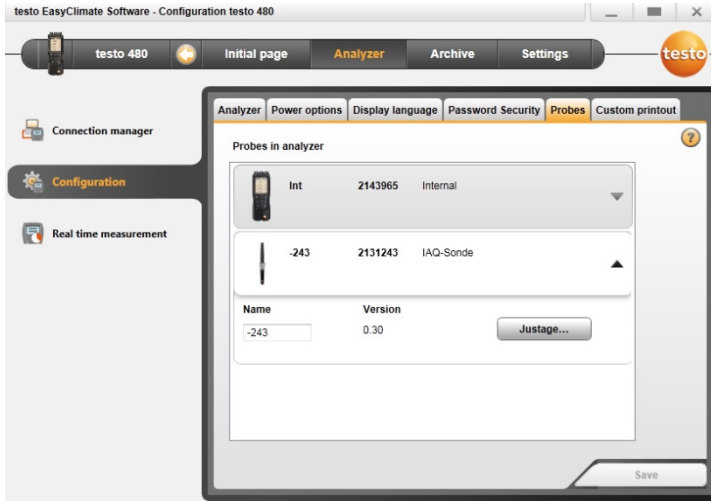 testo EasyClimate Software - Configuration testo 480
testo 480 Initial page Analyzer Archive Settings testo
Analyzer Power options Display language Password Security Probes Custom printout
Connection manager
Configuration
Real time measurement
Probes in analyzer
?
Int 2143965 Internal
-243 2131243 IAQ-Sonde
Name Version
-243 0.30 Justage...
Save